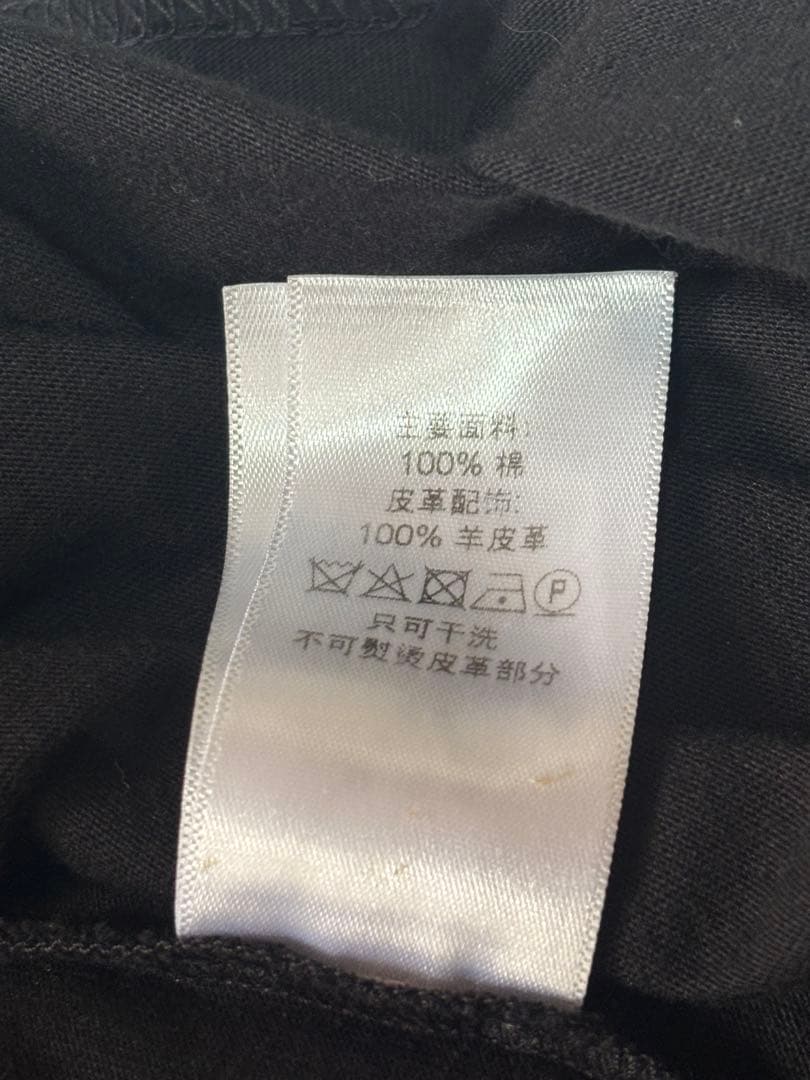 主要面料:
100% 棉
皮革配饰:
100% 羊皮革
P
只可干洗
不可熨烫皮革部分